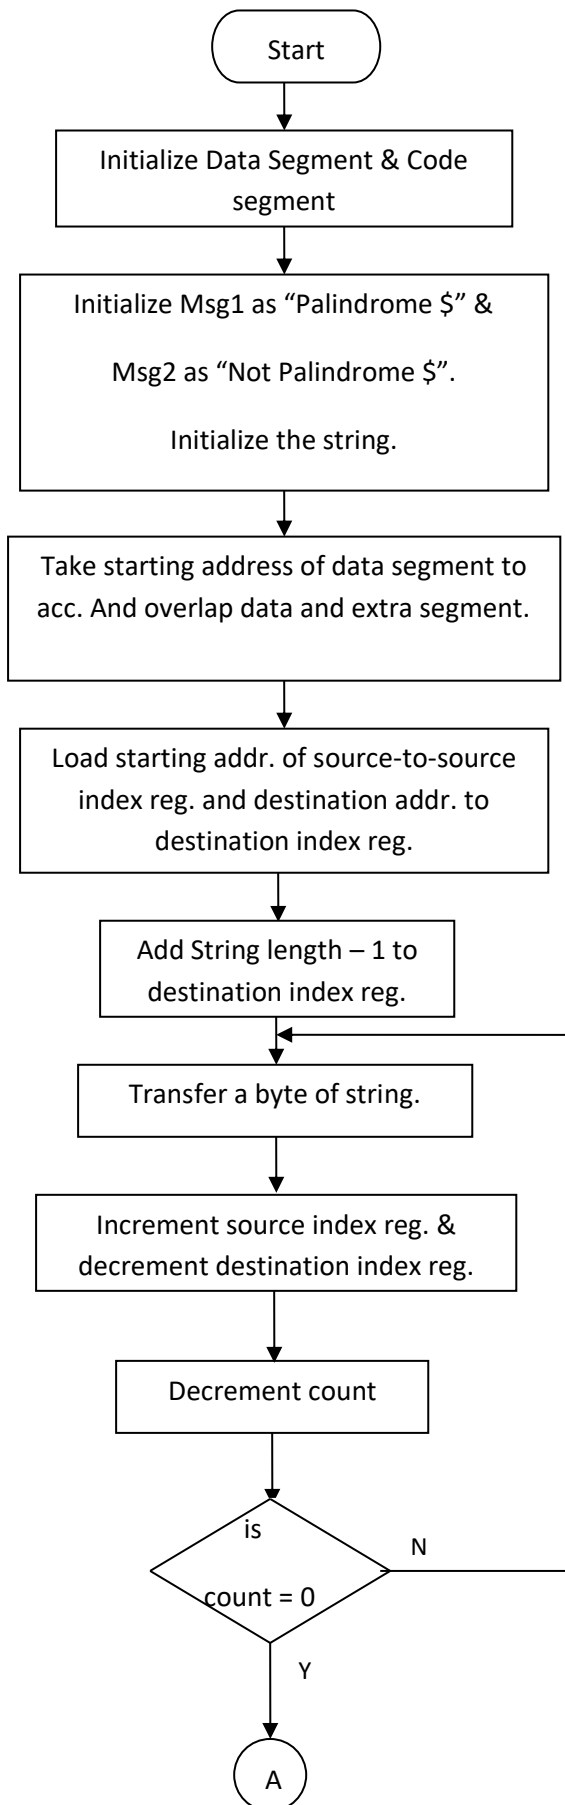 Start
Initialize Data Segment & Code
segment
Initialize Msg1 as “Palindrome $” &
Msg2 as “Not Palindrome $”.
Initialize the string.
Take starting address of data segment to
acc. And overlap data and extra segment.
Load starting addr. of source-to-source
index reg. and destination addr. to
destination index reg.
Add String length – 1 to
destination index reg.
Transfer a byte of string.
Increment source index reg. &
decrement destination index reg.
Decrement count
is
N
count = 0
Y
A